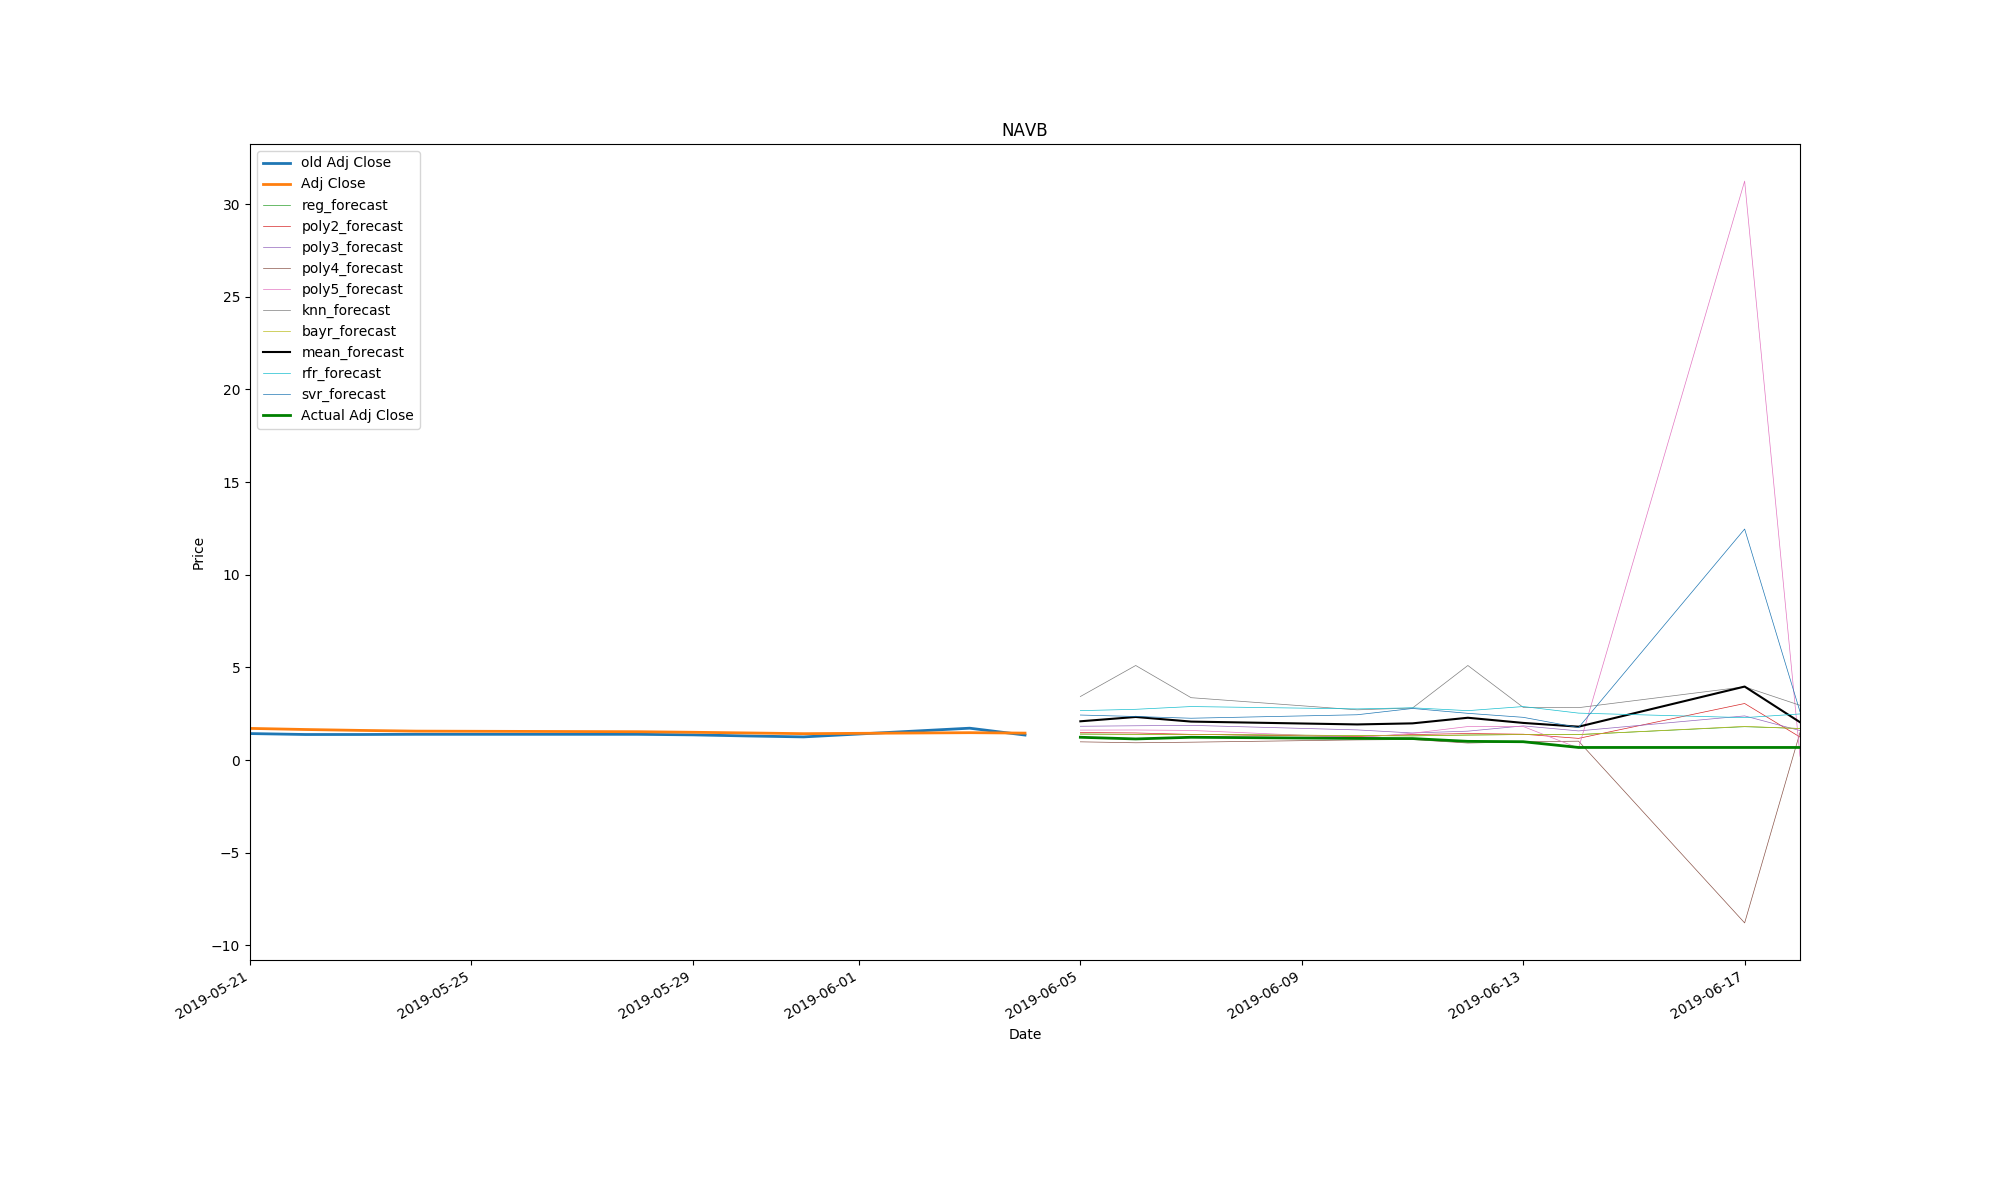 NAVB
old Adj Close
Adj Close
reg_forecast
poly2_forecast
poly3_forecast
poly4_forecast
poly5_forecast
knn_forecast
bayr_forecast
mean_forecast
rfr_forecast
svr_forecast
Actual Adj Close
30
25
20
15
10
5
0
−5
−10
Price
2019-05-21
2019-05-25
2019-05-29
2019-06-01
2019-06-05
2019-06-09
2019-06-13
2019-06-17
Date